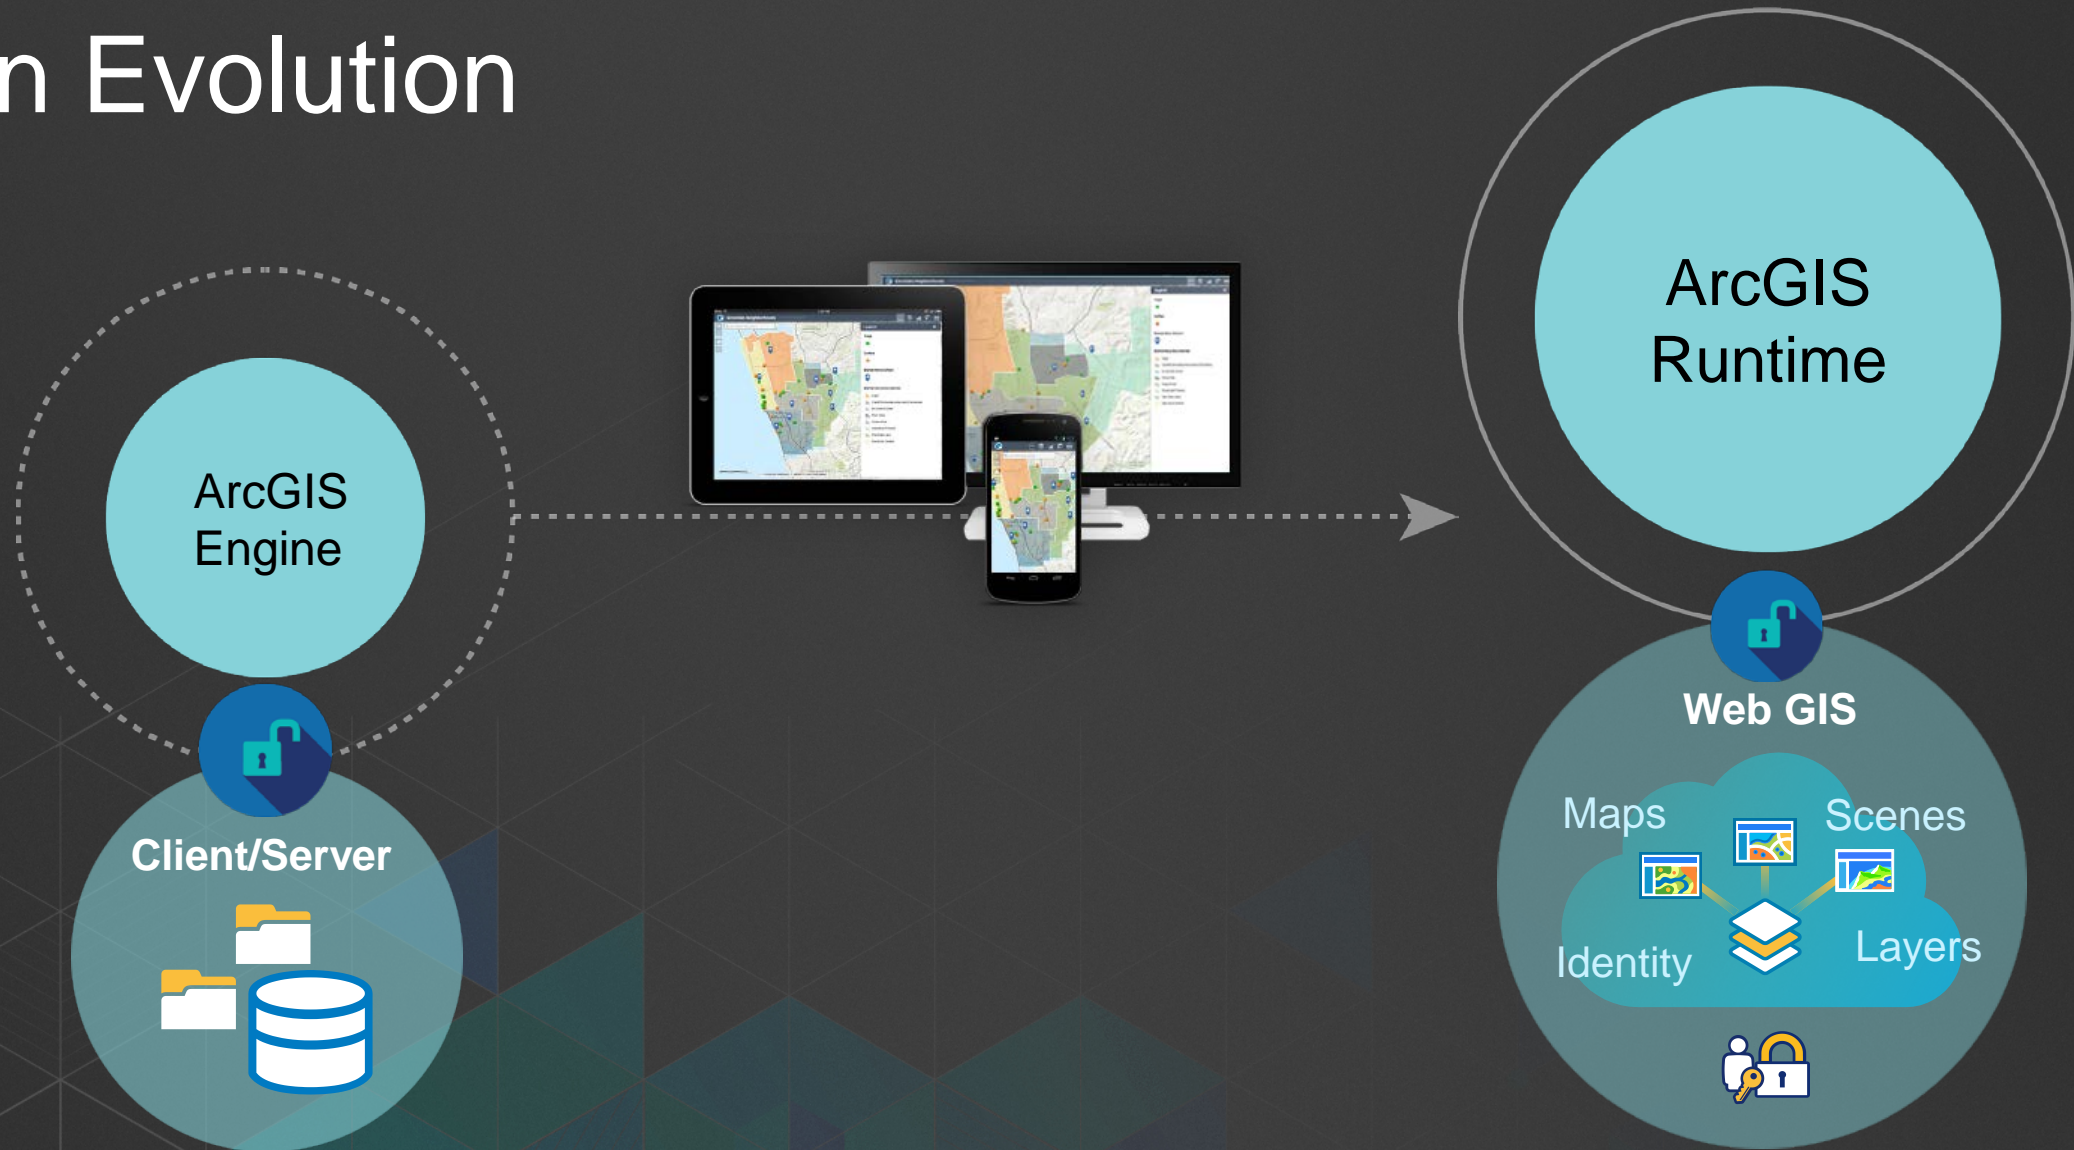 n Evolution
ArcGIS
Engine
Client/Server
ArcGIS
Runtime
Web GIS
Maps
Scenes
Identity
Layers